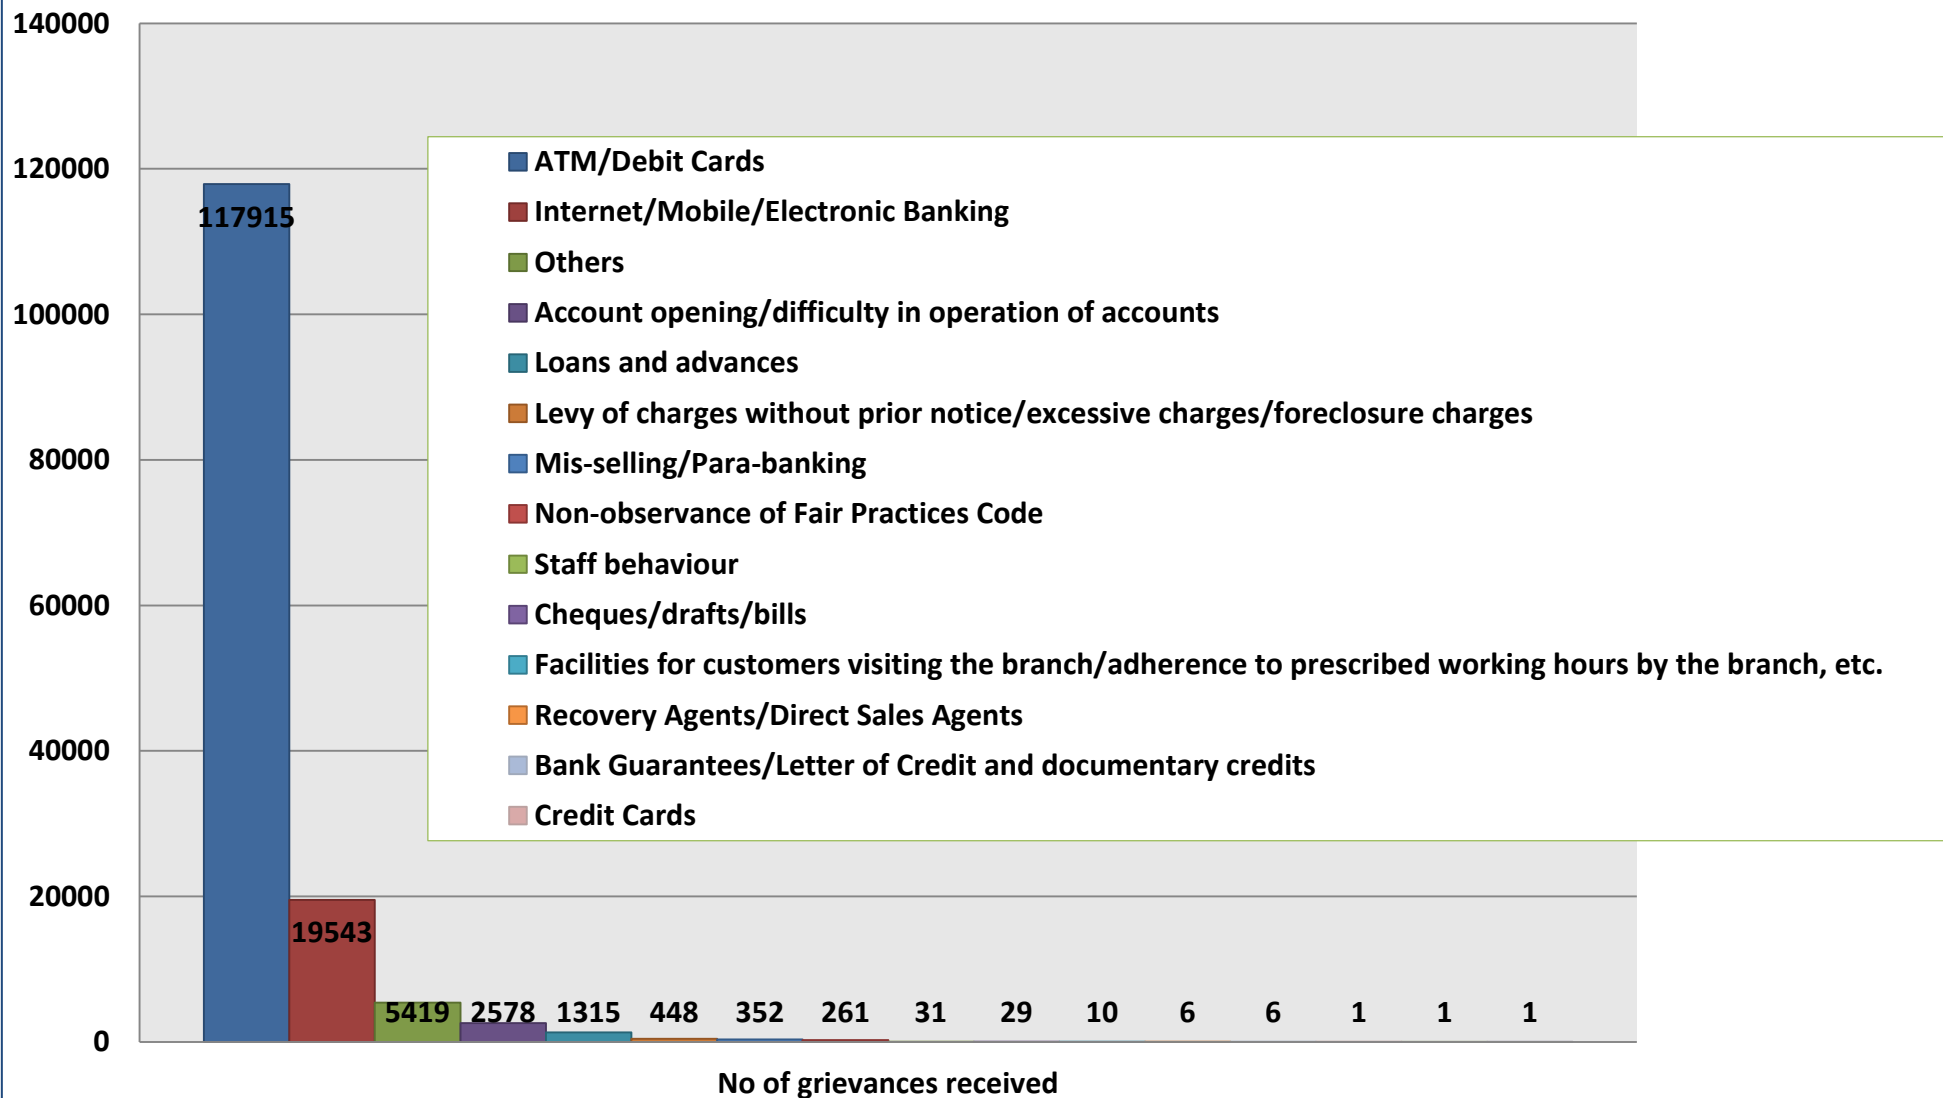 140000
120000
100000
80000
60000
40000
20000
0
117915
19543
5419 2578 1315 448 352 261 31 29 10 6 6 1 1 1
ATM/Debit Cards
Internet/Mobile/Electronic Banking
Others
Account opening/difficulty in operation of accounts
Loans and advances
Levy of charges without prior notice/excessive charges/foreclosure charges
Mis-selling/Para-banking
Non-observance of Fair Practices Code
Staff behaviour
Cheques/drafts/bills
Facilities for customers visiting the branch/adherence to prescribed working hours by the branch, etc.
Recovery Agents/Direct Sales Agents
Bank Guarantees/Letter of Credit and documentary credits
Credit Cards
No of grievances received